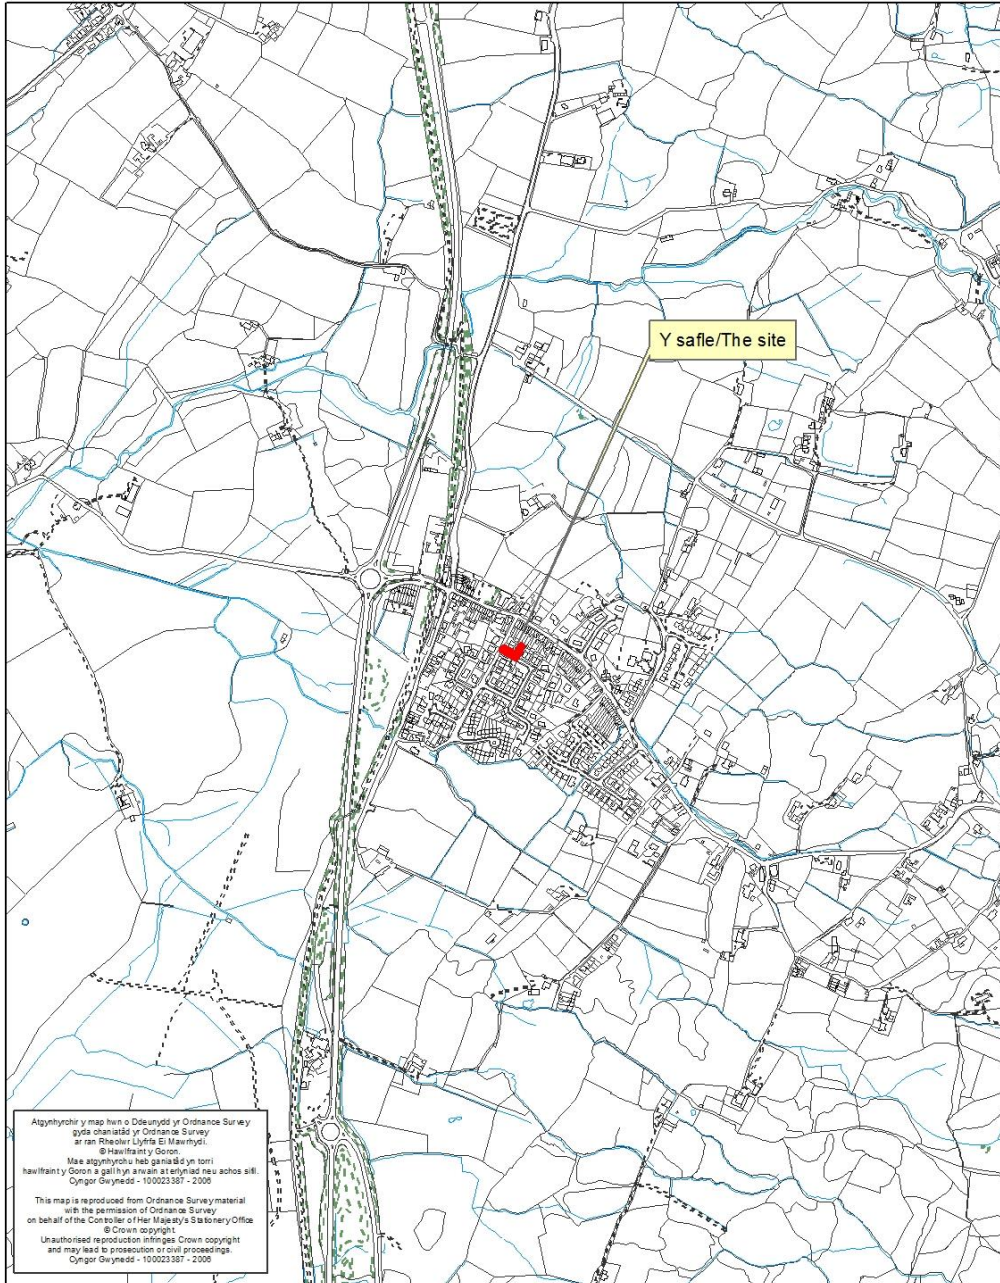 Y safle/The site
Atgynhyrchir y map hwn o Ddeunydd yr Ordnance Survey
gyda chaniatâd yr Ordnance Survey
ar ran Rheolwr Llyfrfa Ei Mawrhydi.
© Hawlfraint y Goron.
Mae atgynhyrchu heb ganiatâd yn torri
hawlfraint y Goron a gall hyn arwain at erlyniad neu achos sifil.
Cyngor Gwynedd - 100023387 - 2006
This map is reproduced from Ordnance Survey material
with the permission of Ordnance Survey
on behalf of the Controller of Her Majesty's Stationery Office
© Crown copyright.
Unauthorised reproduction infringes Crown copyright
and may lead to prosecution or civil proceedings.
Cyngor Gwynedd - 100023387 - 2006